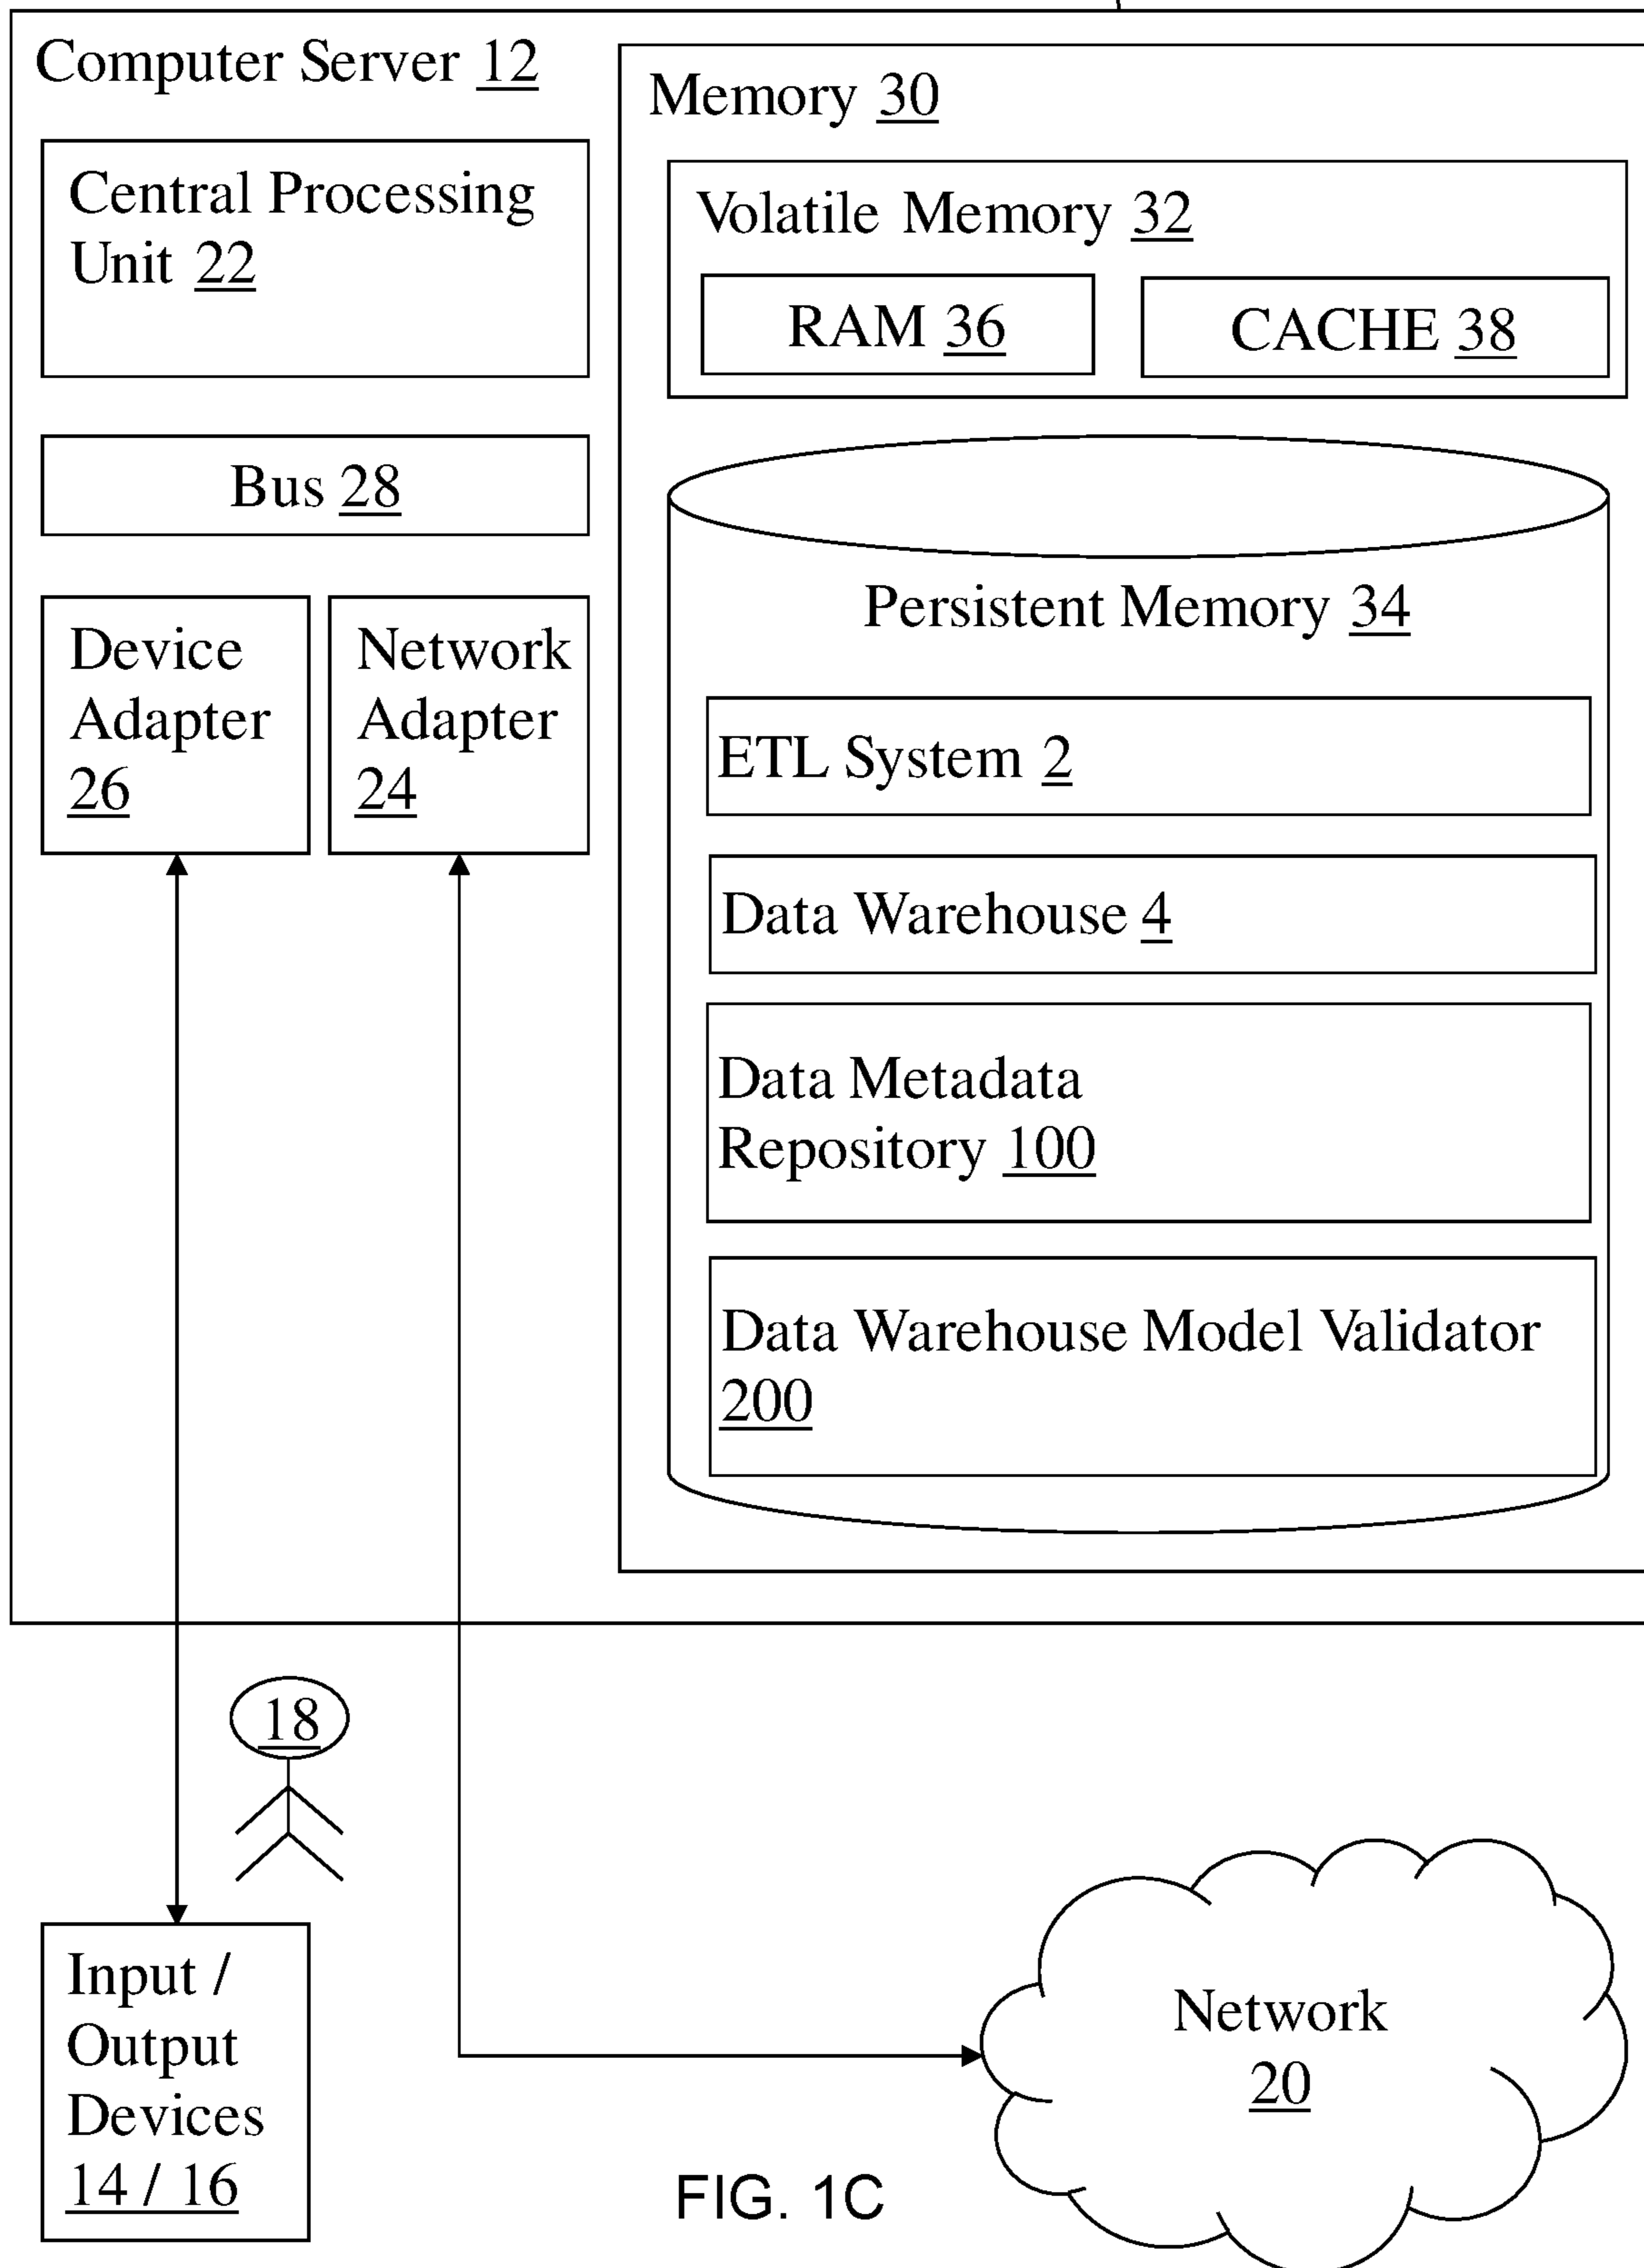 Computer Server 12
Central Processing
Unit 22
Bus 28
Device
Adapter
26
Network
Adapter
24
Memory 30
Volatile Memory 32
RAM 36
CACHE 38
Persistent Memory 34
ETL System 2
Data Warehouse 4
Data Metadata
Repository 100
Data Warehouse Model Validator
200
18
Input /
Output
Devices
14 / 16
Network
20
FIG. 1C